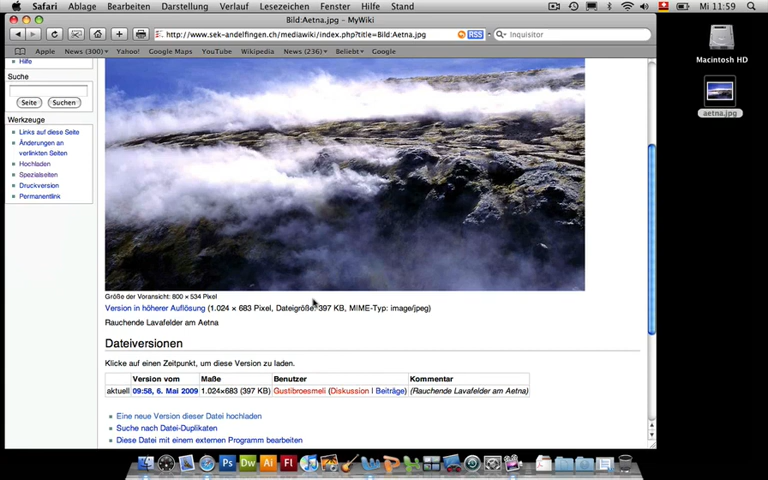 Safari Ablage Bearbeiten Darstellung Verlauf Lesezeichen Fenster Hilfe Stand Mi 11:59
Bild:Aetna.jpg – MyWiki
http://www.sek-andelfingen.ch/mediawiki/index.php?title=Bild:Aetna.jpg RSS Inquisitor
Apple News (300) Yahoo! Google Maps YouTube Wikipedia News (236) Beliebt Google
Hilfe
Suche
Seite Suchen
Werkzeuge
Links auf diese Seite
Änderungen an
verlinkten Seiten
Hochladen
Spezialseiten
Druckversion
Permanentlink
Größe der Voransicht: 800 × 534 Pixel
Version in höherer Auflösung (1.024 × 683 Pixel, Dateigröße: 397 KB, MIME-Typ: image/jpeg)
Rauchende Lavafelder am Aetna
Dateiversionen
Klicke auf einen Zeitpunkt, um diese Version zu laden.
Version vom Maße Benutzer Kommentar
aktuell 09:58, 6. Mai 2009 1.024×683 (397 KB) Gustibroesmeli (Diskussion | Beiträge) (Rauchende Lavafelder am Aetna)
Eine neue Version dieser Datei hochladen
Suche nach Datei-Duplikaten
Diese Datei mit einem externen Programm bearbeiten
Macintosh HD
aetna.jpg
Ps Dw Ai Fl